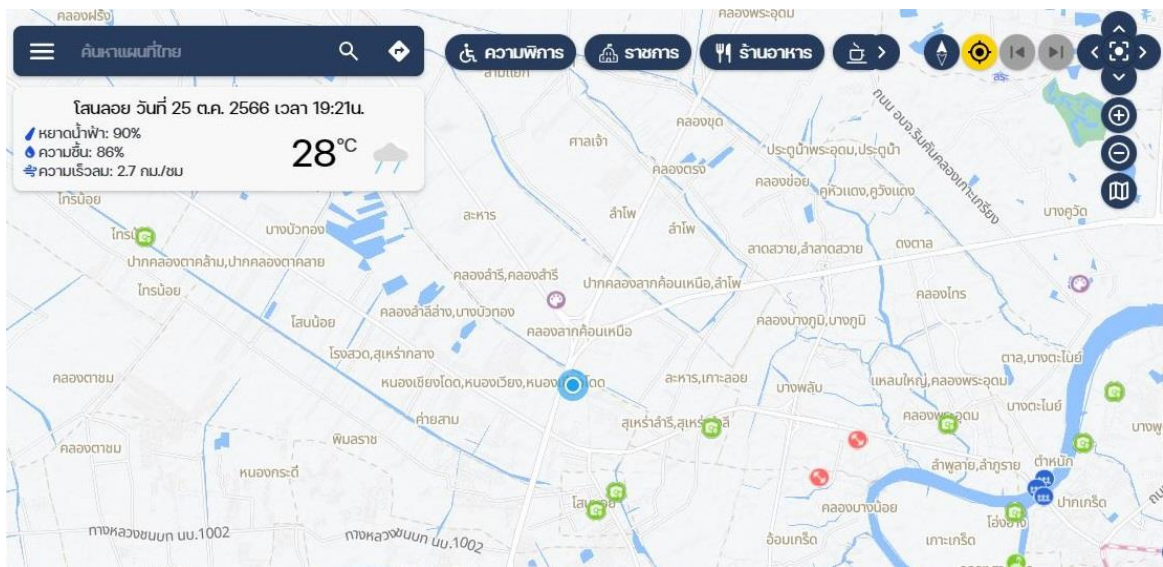 คลองฝรั่ง
คลองพระอุดม
ค้นหาแผนที่ไทย
ความพิการ
ราชการ
ร้านอาหาร
สามแยก
โสนลอย วันที่ 25 ต.ค. 2566 เวลา 19:21น.
หยาดน้ำฟ้า: 90%
ความชื้น: 86%
ความเร็วลม: 2.7 กม./ชม
28°C
ถนน อบจ.ริมคันคลองเกาะเกรียง
คลองขุด
ศาลเจ้า
ประตูน้ำพระอุดม,ประตูน้ำ
คลองตรง
คลองข่อย
คูหัวแดง,คูวังแดง
ไทรน้อย
ละหาร
ลำโพ
บางคูวัด
บางบัวทอง
ลำโพ
ลาดสวาย,ลำลาดสวาย
ดงตาล
ปากคลองตาคล้าม,ปากคลองตาคลาย
คลองลำรี,คลองสำรี
ปากคลองลากค้อนเหนือ,ลำโพ
ไทรน้อย
คลองไทร
คลองลำลีล่าง,บางบัวทอง
โสนน้อย
คลองลากค้อนเหนือ
คลองบางภูมิ,บางภูมิ
โรงสวด,สุเหร่ากลาง
ตาล,บางตะไนย์
คลองตาชม
หนองเชียงโดด,หนองเวียง,
ละหาร,เกาะลอย
บางพลับ
แหลมใหญ่,คลองพระอุดม
บางตะไนย์
ค่ายสาม
พิมลราช
คลองตาชม
ลำพูลาย,ลำภูราย
ตำหนัก
หนองกระดี่
ปากเกร็ด
คลองบางน้อย
โอ่งอ่าง
ทางหลวงชนบท นบ.1002
ทางหลวงชนบท นบ.1002
อ้อมเกร็ด
เกาะเกร็ด